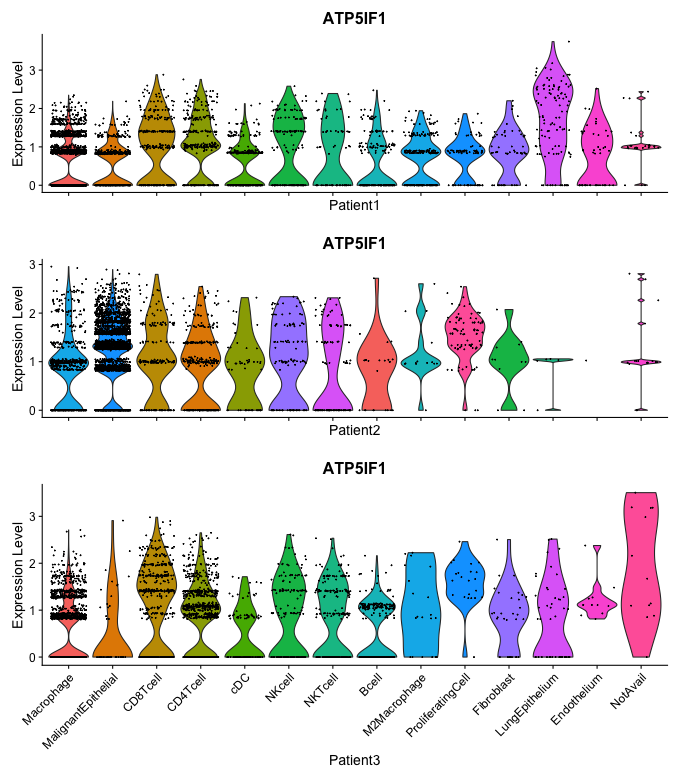 ATP5IF1
Expression Level
3
2
1
0
Patient1
ATP5IF1
Expression Level
3
2
1
0
Patient2
ATP5IF1
Expression Level
3
2
1
0
Macrophage
MalignantEpithelial
CD8Tcell
CD4Tcell
cDC
NKcell
NKTcell
Bcell
M2Macrophage
ProliferatingCell
Fibroblast
LungEpithelium
Endothelium
NotAvail
Patient3